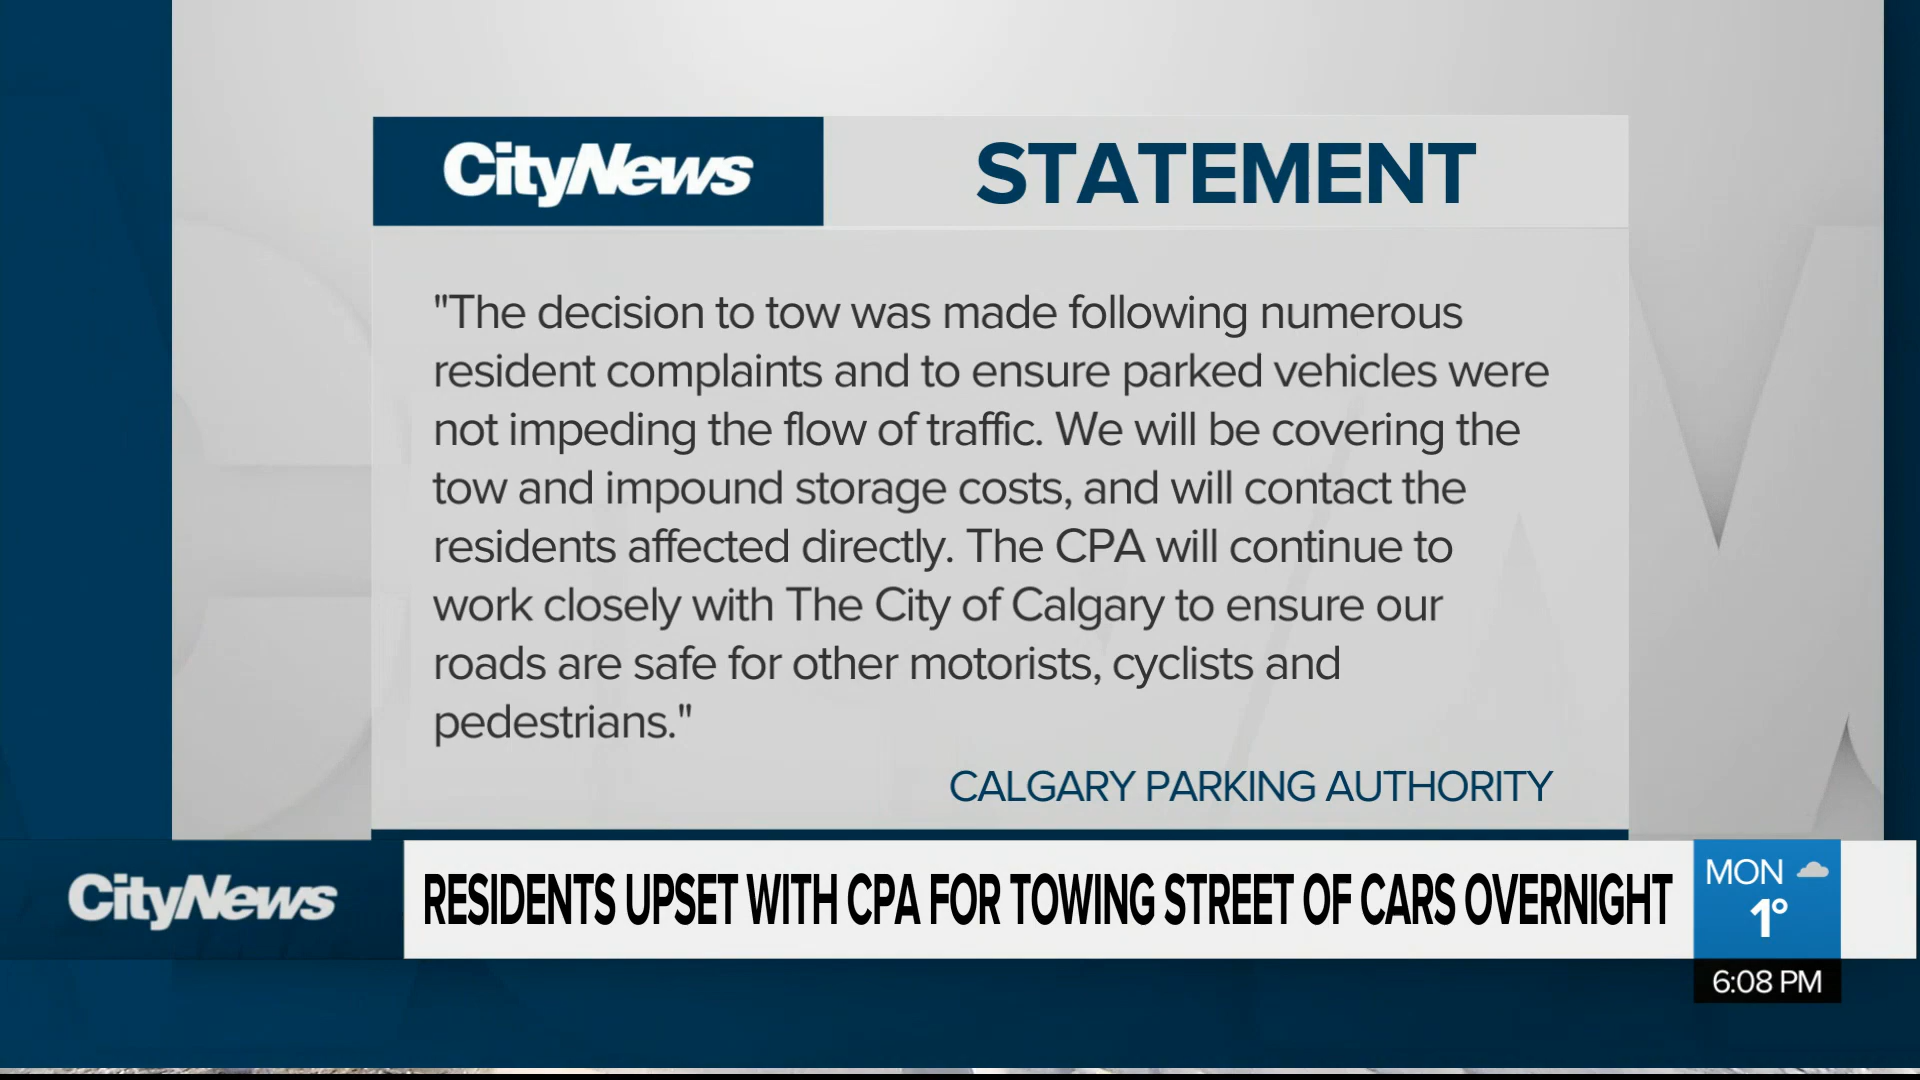 CityNews
STATEMENT
"The decision to tow was made following numerous
resident complaints and to ensure parked vehicles were
not impeding the flow of traffic. We will be covering the
tow and impound storage costs, and will contact the
residents affected directly. The CPA will continue to
work closely with The City of Calgary to ensure our
roads are safe for other motorists, cyclists and
pedestrians."
CALGARY PARKING AUTHORITY
CityNews
RESIDENTS UPSET WITH CPA FOR TOWING STREET OF CARS OVERNIGHT
MON
1°
6:08 PM